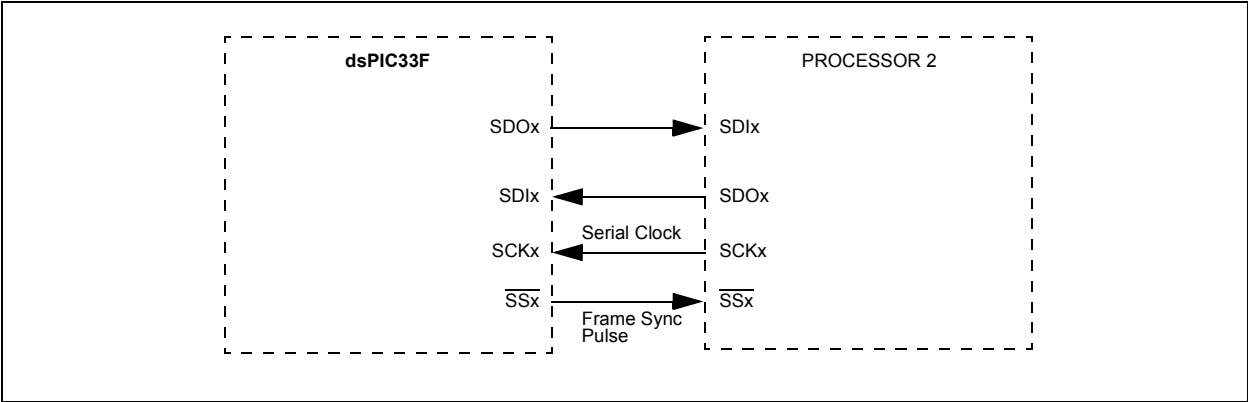 dsPIC33F
PROCESSOR 2
SDOx
SDIx
SDIx
SDOx
Serial Clock
SCKx
SCKx
SSx
SSx
Frame Sync
Pulse